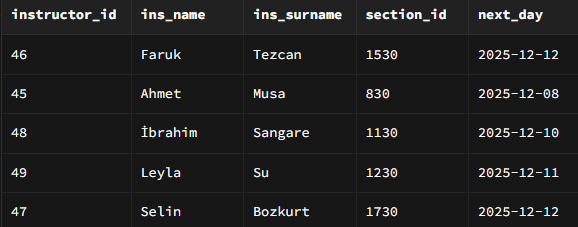 instructor_id ins_name ins_surname section_id next_day
46 Faruk Tezcan 1530 2025-12-12
45 Ahmet Musa 830 2025-12-08
48 İbrahim Sangare 1130 2025-12-10
49 Leyla Su 1230 2025-12-11
47 Selin Bozkurt 1730 2025-12-12